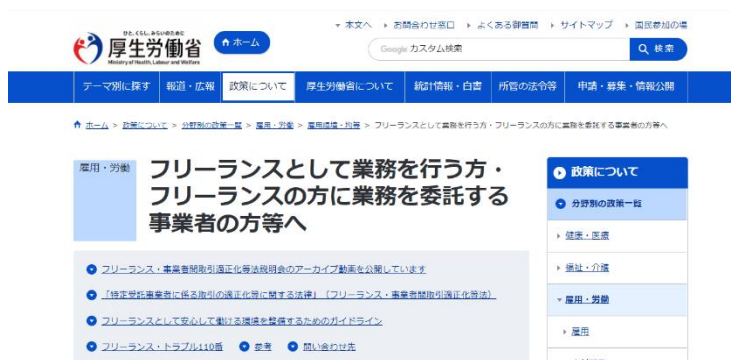 本文へ お問合わせ窓口 よくある御質問 サイトマップ 国民参加の場
ひと、くらし、みらいのために
厚生労働省
Ministry of Health, Labour and Welfare
ホーム
Google カスタム検索
検索
テーマ別に探す 報道・広報 政策について 厚生労働省について 統計情報・白書 所管の法令等 申請・募集・情報公開
ホーム > 政策について > 分野別の政策一覧 > 雇用・労働 > 雇用環境・均等 > フリーランスとして業務を行う方・フリーランスの方に業務を委託する事業者の方等へ
雇用・労働
フリーランスとして業務を行う方・
フリーランスの方に業務を委託する
事業者の方等へ
フリーランス・事業者間取引適正化等法説明会のアーカイブ動画を公開しています
「特定受託事業者に係る取引の適正化等に関する法律」（フリーランス・事業者間取引適正化等法）
フリーランスとして安心して働ける環境を整備するためのガイドライン
フリーランス・トラブル110番 参考 問い合わせ先
政策について
分野別の政策一覧
健康・医療
福祉・介護
雇用・労働
雇用